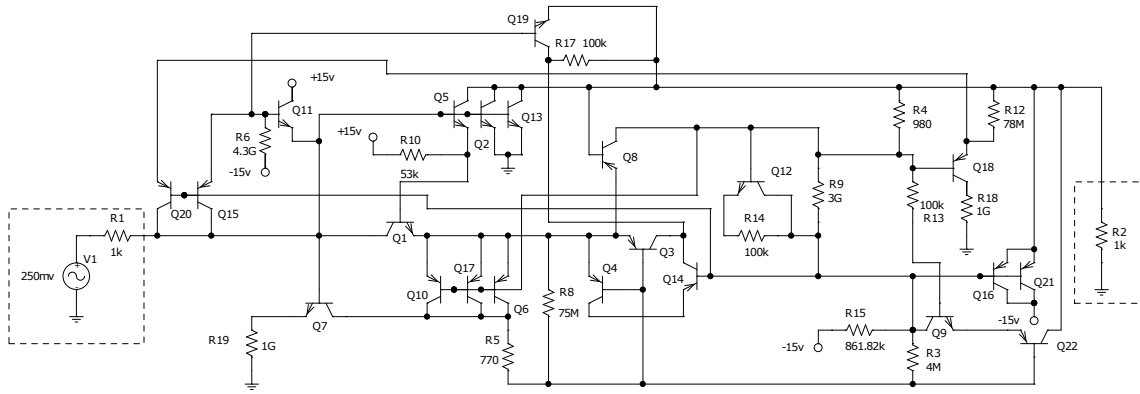 Q19
R17 100k
+15v
Q5
Q11
Q13
R4
980
R12
78M
R6
4.3G
+15v
R10
Q2
-15v
Q8
Q12
Q18
53k
R9
3G
100k
R13
R18
1G
Q20
Q15
R1
1k
R14
100k
R2
1k
V1
250mv
Q1
Q3
Q17
Q4
Q14
Q10
Q6
R8
75M
Q16
Q21
Q7
R15
-15v
R19
1G
R5
770
-15v
861.82k
Q9
Q22
R3
4M